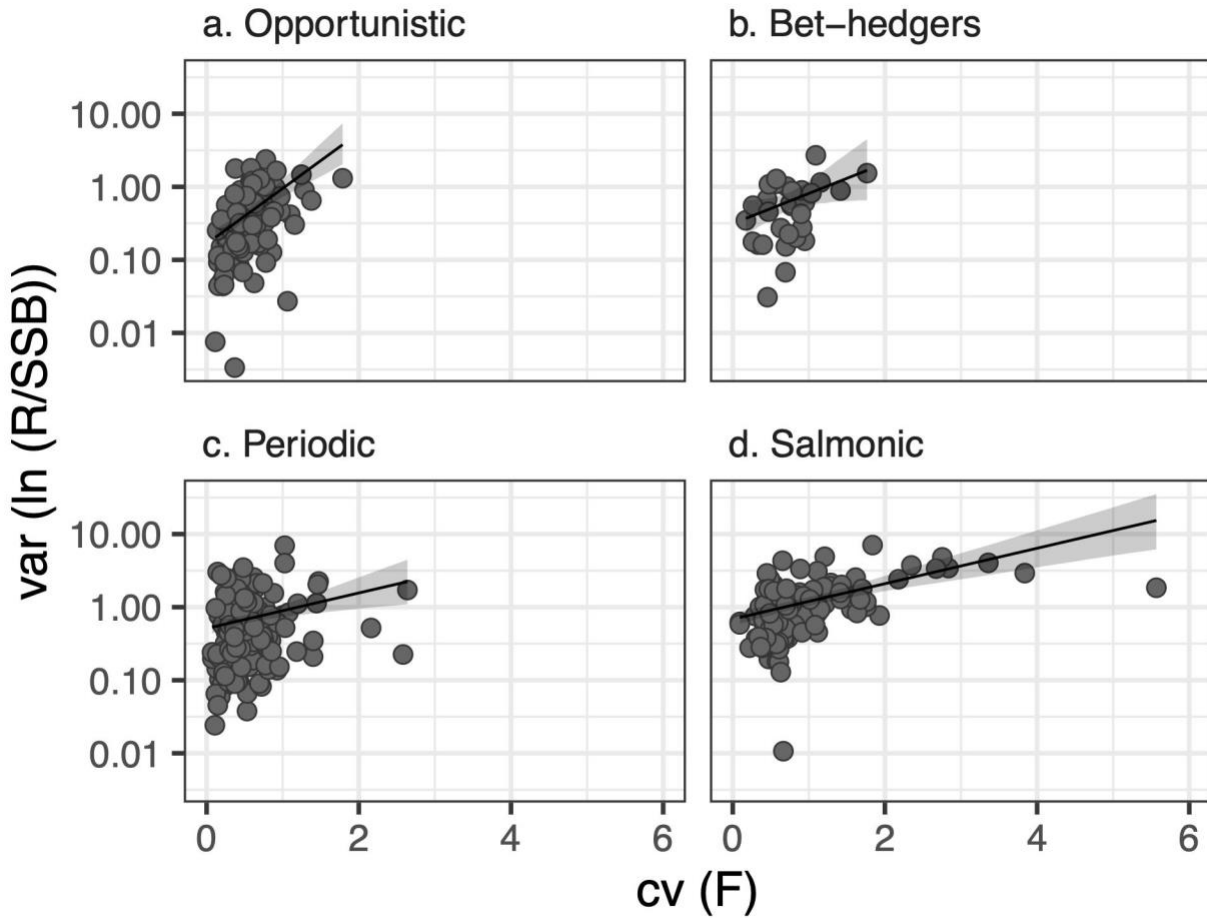 a. Opportunistic
b. Bet-hedgers
10.00
1.00
0.10
0.01
var (ln (R/SSB))
c. Periodic
d. Salmonic
10.00
1.00
0.10
0.01
0 2 4 6 0 2 4 6
cv (F)